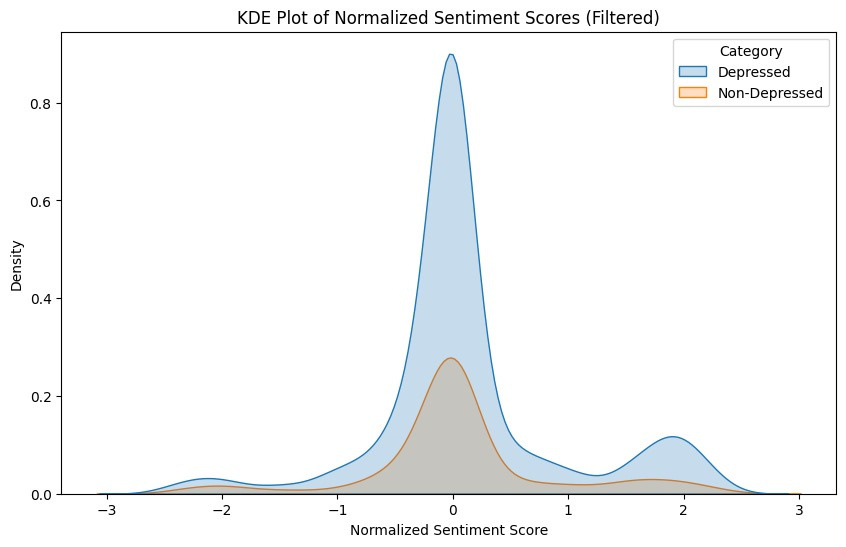 KDE Plot of Normalized Sentiment Scores (Filtered)
Category
Depressed
Non-Depressed
0.8
0.6
0.4
0.2
0.0
Density
−3
−2
−1
0
1
2
3
Normalized Sentiment Score